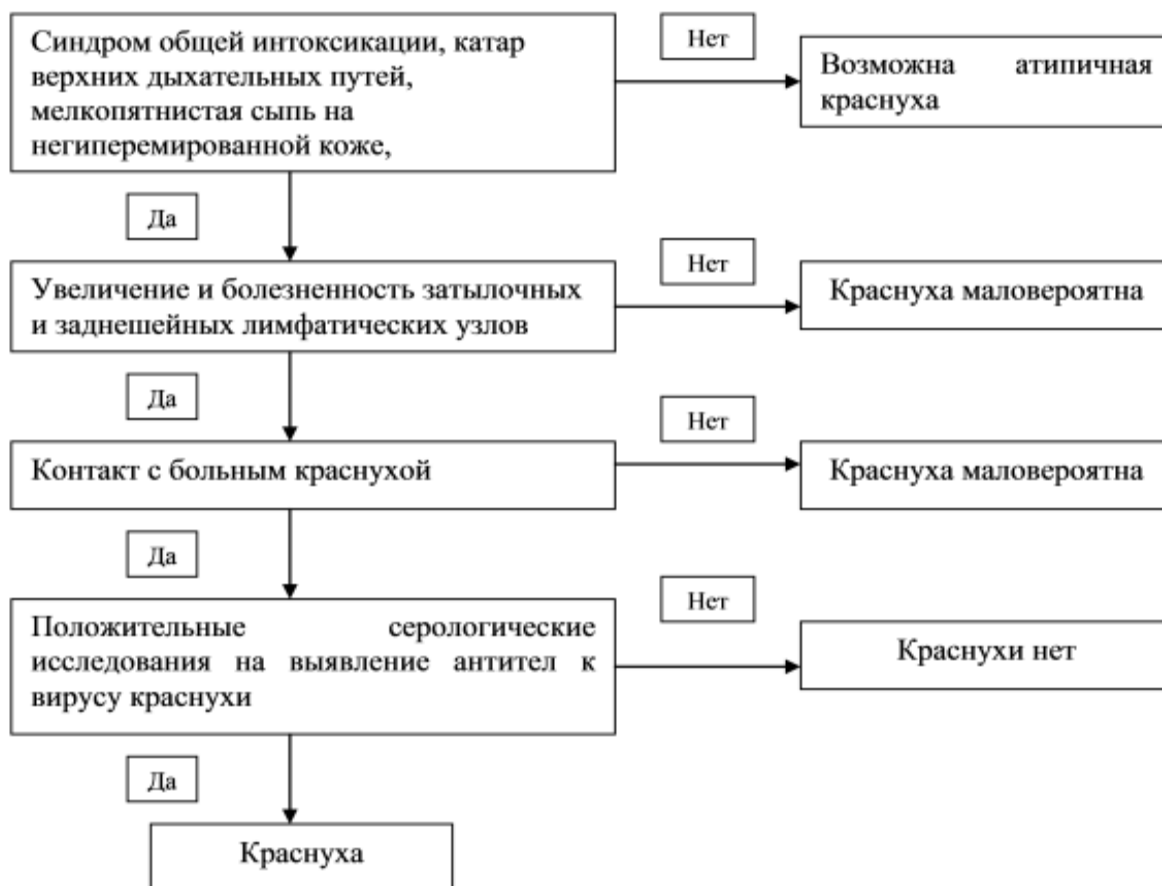 Синдром общей интоксикации, катар
верхних дыхательных путей,
мелкопятнистая сыпь на
негиперемированной коже,
Нет
Возможна атипичная
краснуха
Да
Увеличение и болезненность затылочных
и заднешейных лимфатических узлов
Нет
Краснуха маловероятна
Да
Контакт с больным краснухой
Нет
Краснуха маловероятна
Да
Положительные серологические
исследования на выявление антител к
вирусу краснухи
Нет
Краснухи нет
Да
Краснуха